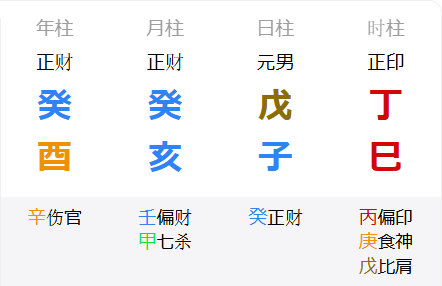 年柱 月柱 日柱 时柱
正财 正财 元男 正印
癸 癸 戊 丁
酉 亥 子 巳
辛伤官 壬偏财 癸正财 丙偏印
甲七杀 庚食神
戊比肩